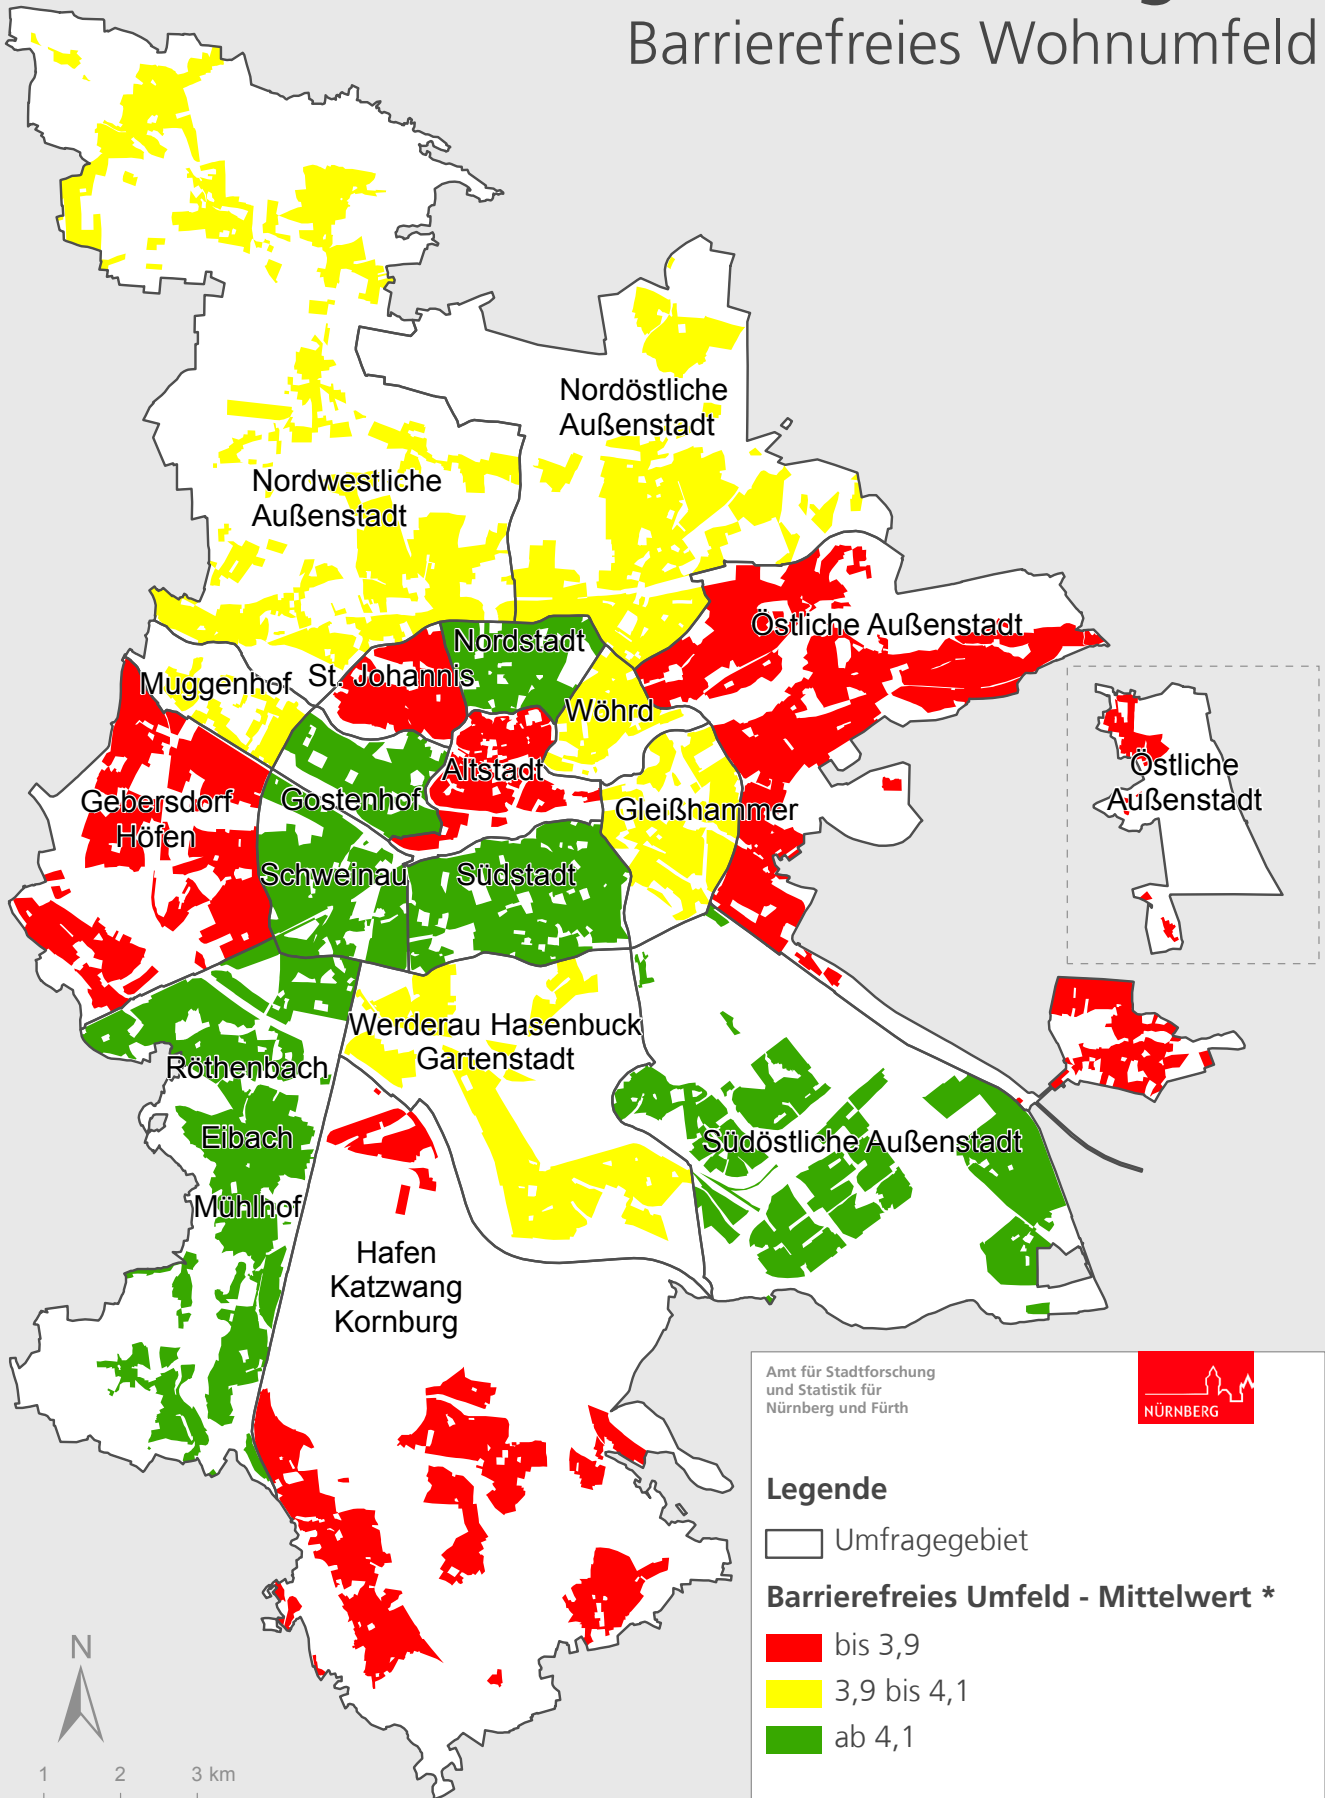 Barrierefreies Wohnumfeld
Nordöstliche
Außenstadt
Nordwestliche
Außenstadt
Östliche Außenstadt
Nordstadt
St. Johannis
Muggenhof
Wöhrd
Altstadt
Östliche
Außenstadt
Gebersdorf
Höfen
Gostenhof
Gleißhammer
Schweinau
Südstadt
Werderau Hasenbuck
Gartenstadt
Röthenbach
Eibach
Mühlhof
Südöstliche Außenstadt
Hafen
Katzwang
Kornburg
Amt für Stadtforschung
und Statistik für
Nürnberg und Fürth
NÜRNBERG
Legende
Umfragegebiet
Barrierefreies Umfeld - Mittelwert *
bis 3,9
3,9 bis 4,1
ab 4,1
N
1 2 3 km